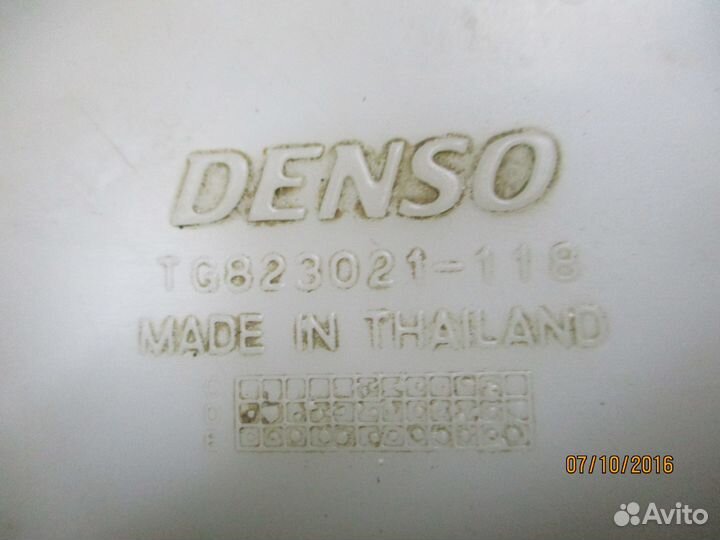 DENSO
TG823021-118
MADE IN THAILAND
07/10/2016
Avito